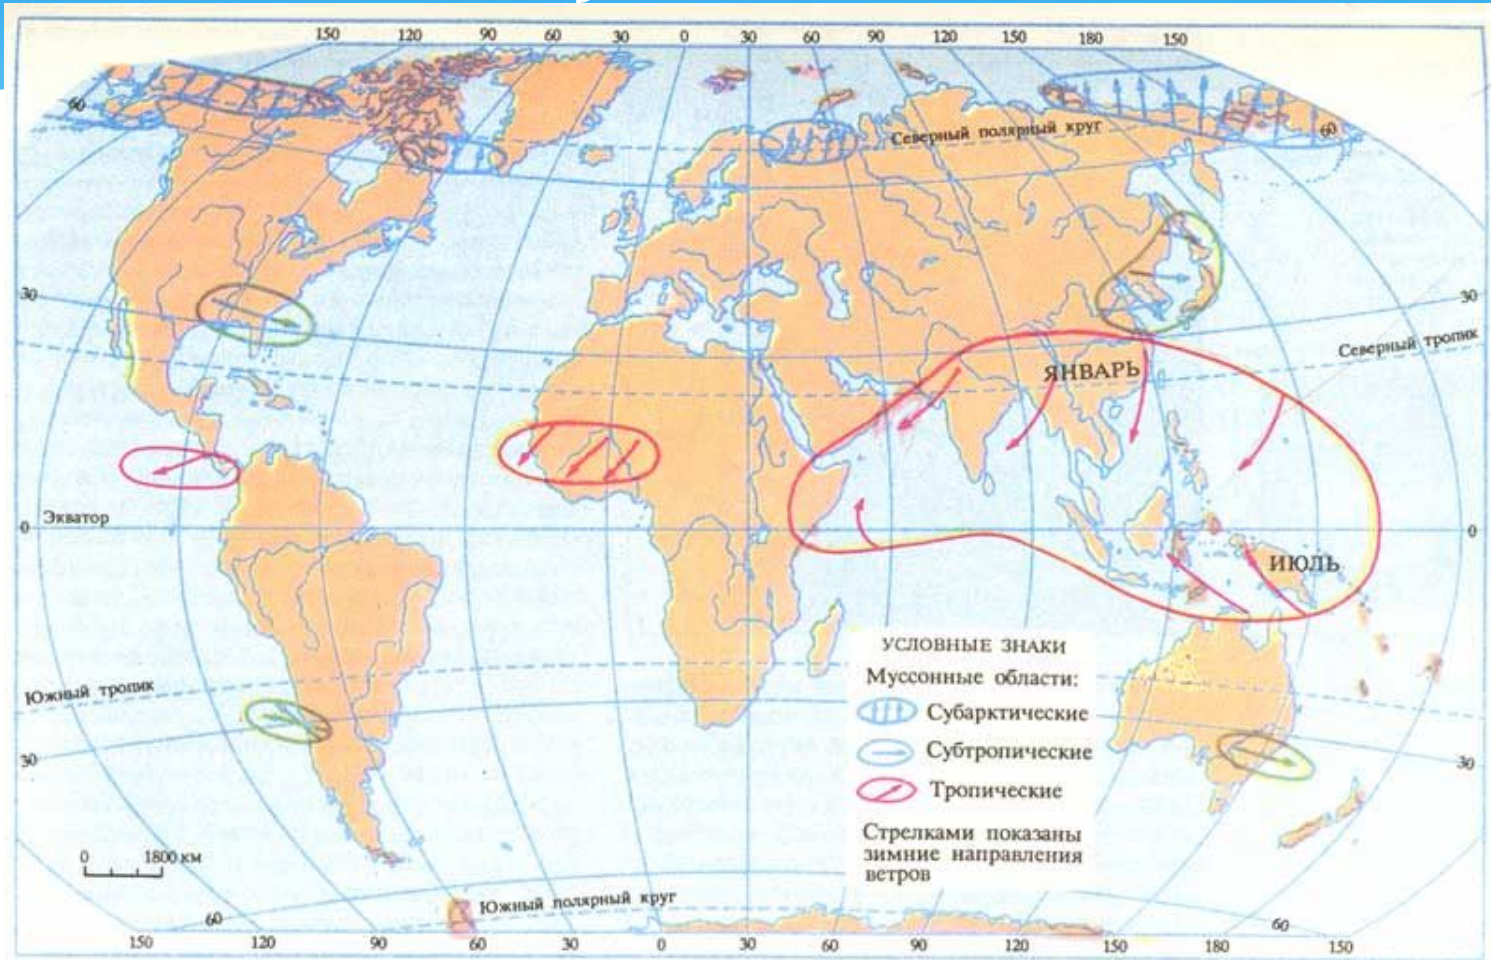 150 120 90 60 30 0 30 60 90 120 150 180 150
60
60
Северный полярный круг
30
30
Северный тропик
ЯНВАРЬ
Экватор
0
0
ИЮЛЬ
УСЛОВНЫЕ ЗНАКИ
Муссонные области:
Субарктические
Субтропические
Тропические
Стрелками показаны
зимние направления
ветров
Южный тропик
30
30
0 1800 км
Южный полярный круг
60
60
150 120 90 60 30 0 30 60 90 120 150 180 150